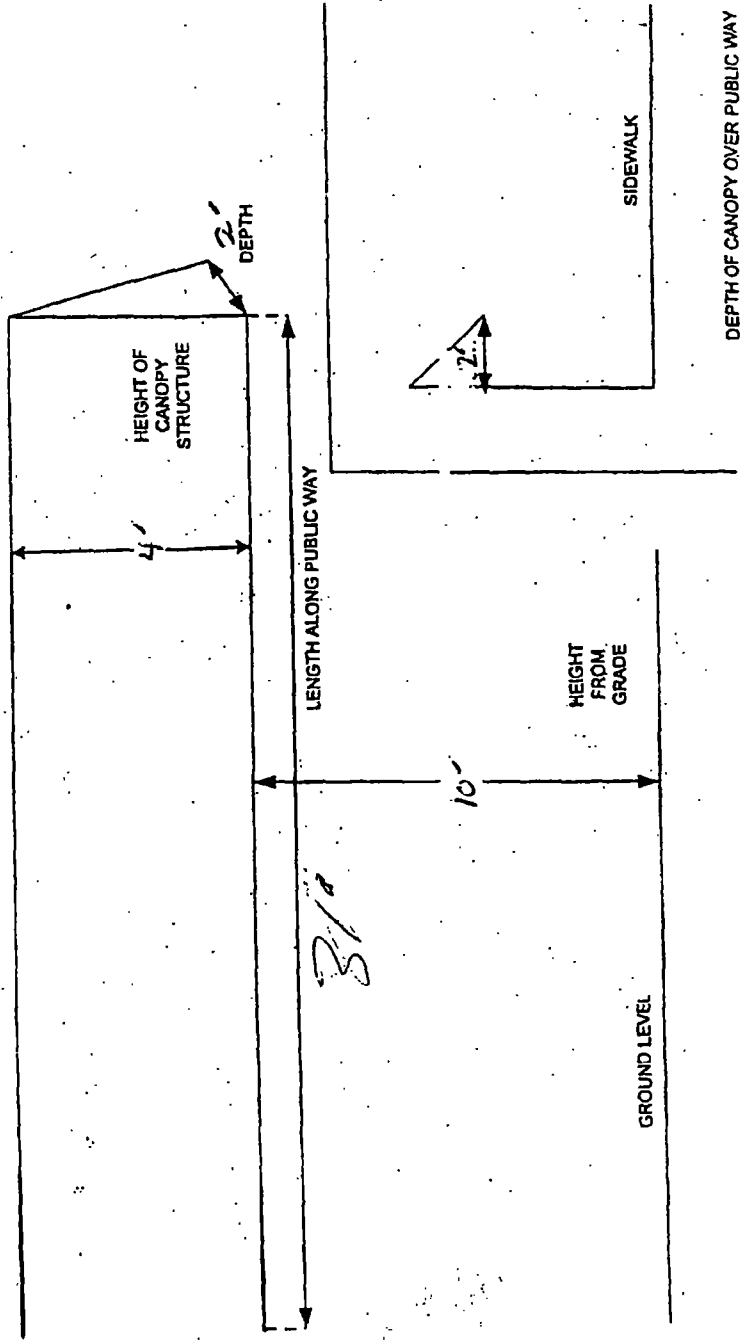 HEIGHT OF
CANOPY
STRUCTURE
4'
2'
DEPTH
LENGTH ALONG PUBLIC WAY
31'
10'
HEIGHT
FROM
GRADE
GROUND LEVEL
2'
SIDEWALK
DEPTH OF CANOPY OVER PUBLIC WAY